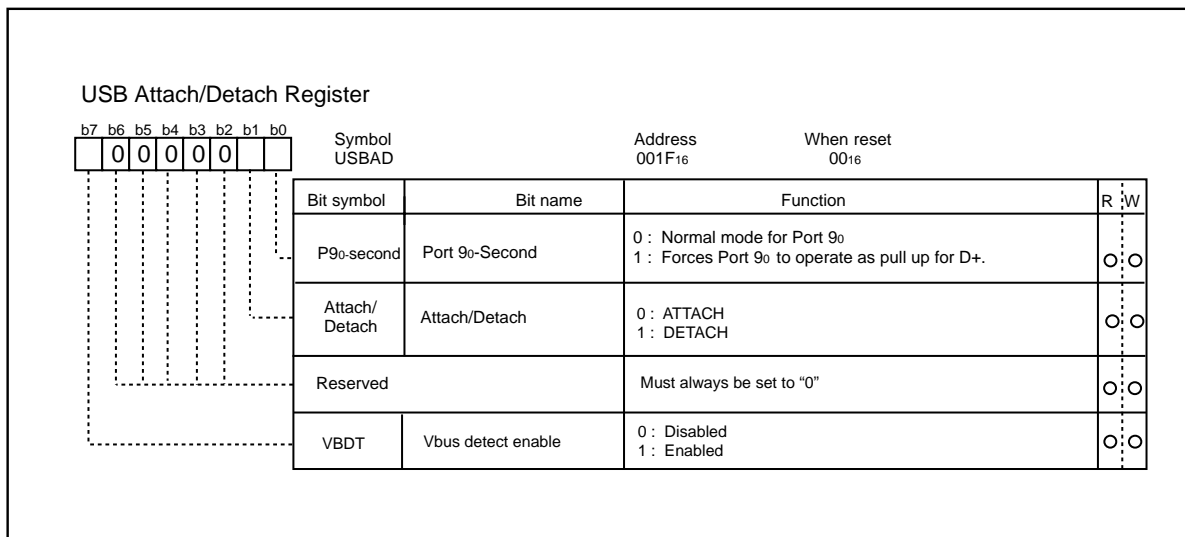 USB Attach/Detach Register
b7 b6 b5 b4 b3 b2 b1 b0
0 0 0 0 0
Symbol Address When reset
USBAD 001F16 0016
Bit symbol Bit name Function R W
P90-second Port 90-Second 0 : Normal mode for Port 90
1 : Forces Port 90 to operate as pull up for D+.
Attach/
Detach Attach/Detach 0 : ATTACH
1 : DETACH
Reserved Must always be set to “0”
VBDT Vbus detect enable 0 : Disabled
1 : Enabled